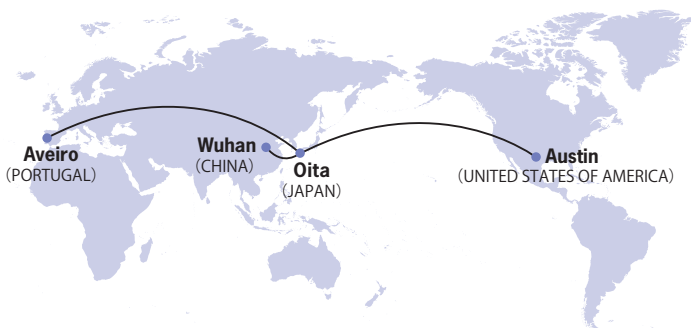 Aveiro
(PORTUGAL)
Wuhan
(CHINA)
Oita
(JAPAN)
Austin
(UNITED STATES OF AMERICA)